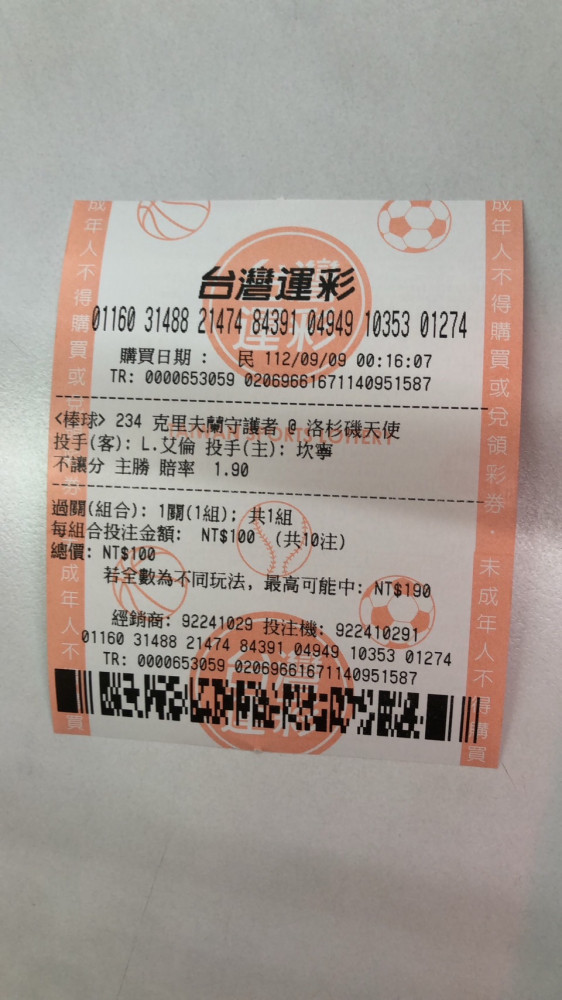 台灣運彩
01160 31488 21474 84391 04949 10353 01274
購買日期： 民 112/09/09 00:16:07
TR: 0000653059 02069661671140951587
<棒球> 234 克里夫蘭守護者 @ 洛杉磯天使
投手(客): L.艾倫 投手(主): 坎寧
不讓分 主勝 賠率 1.90
過關(組合): 1關(1組); 共1組
每組合投注金額: NT$100 (共10注)
總價: NT$100
若全數為不同玩法, 最高可能中: NT$190
經銷商: 92241029 投注機: 922410291
01160 31488 21474 84391 04949 10353 01274
TR: 0000653059 02069661671140951587
成年人不得購買或
成年人不
買
成年人不得購買或兌領彩券．未成年人不得購買
台灣運彩
TAIWAN SPORTS LOTTERY